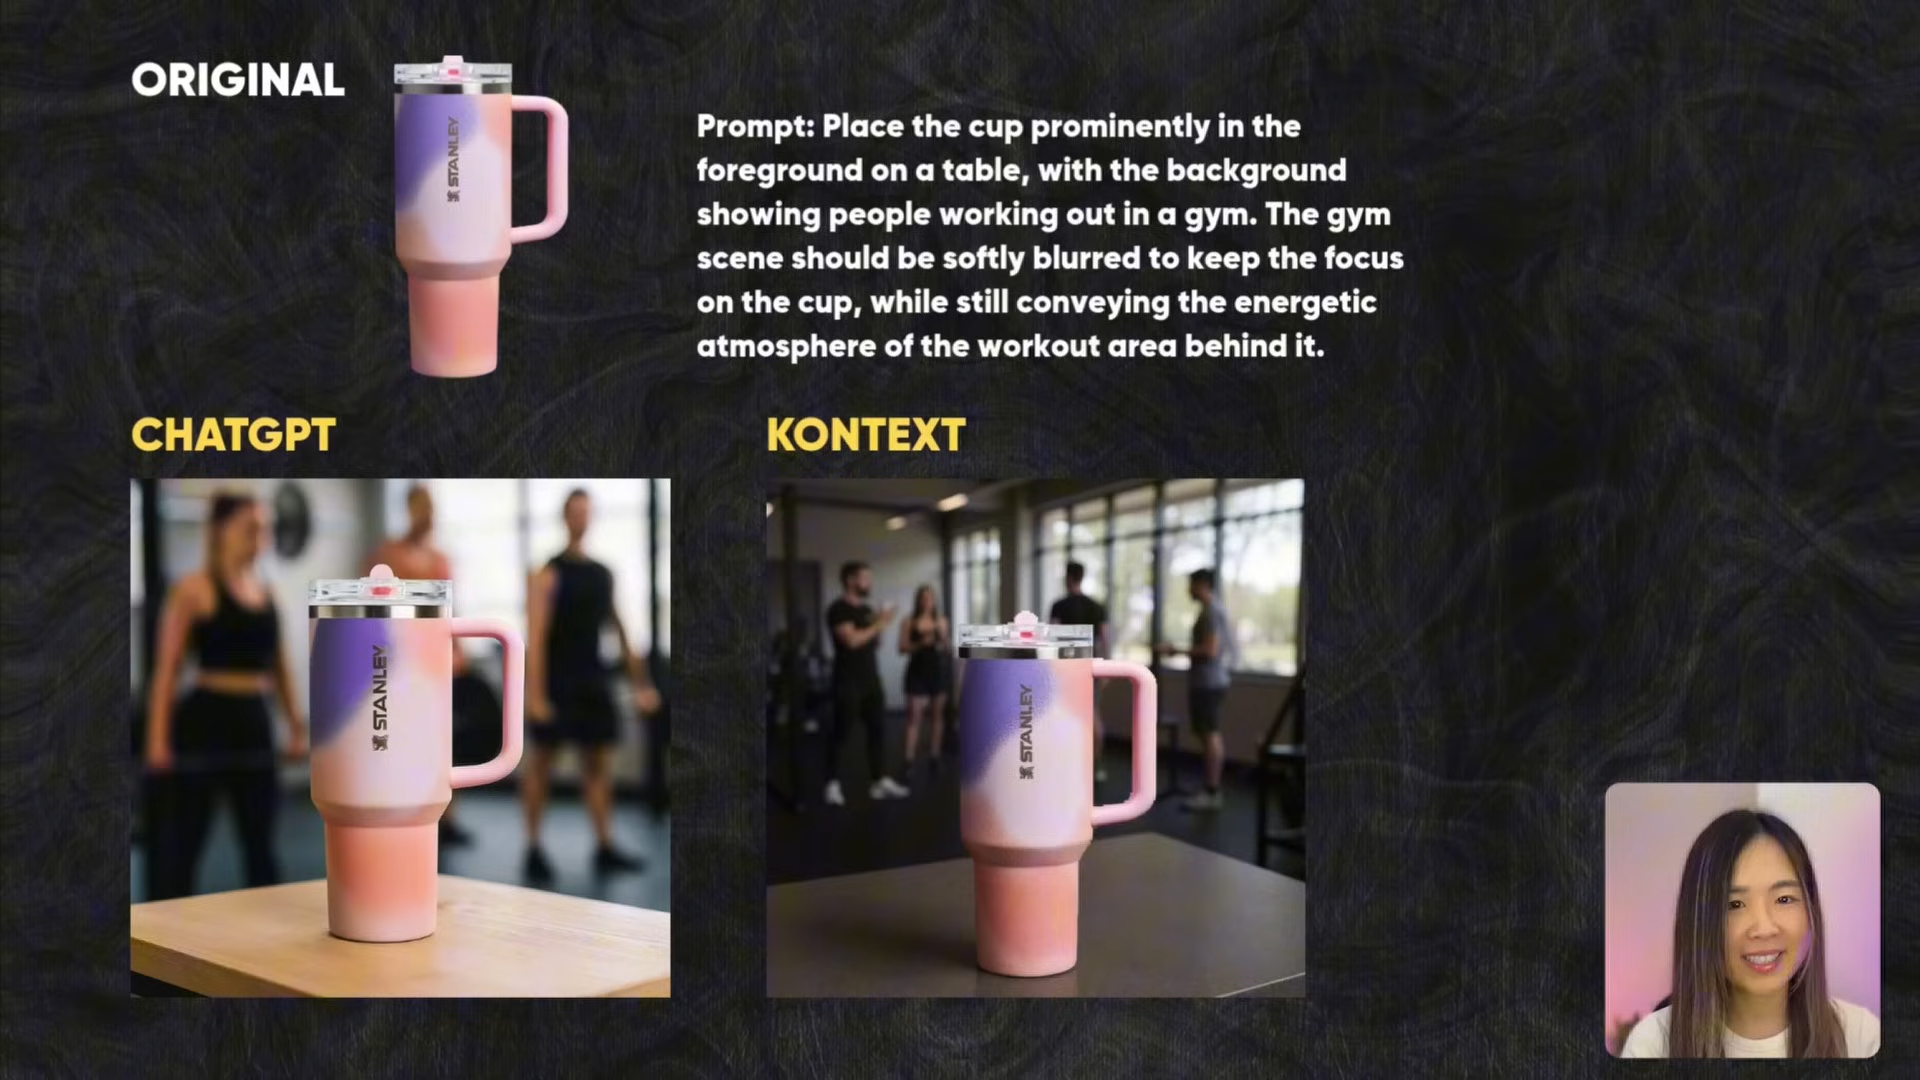 ORIGINAL
STANLEY
Prompt: Place the cup prominently in the
foreground on a table, with the background
showing people working out in a gym. The gym
scene should be softly blurred to keep the focus
on the cup, while still conveying the energetic
atmosphere of the workout area behind it.
CHATGPT
STANLEY
KONTEXT
STANLEY